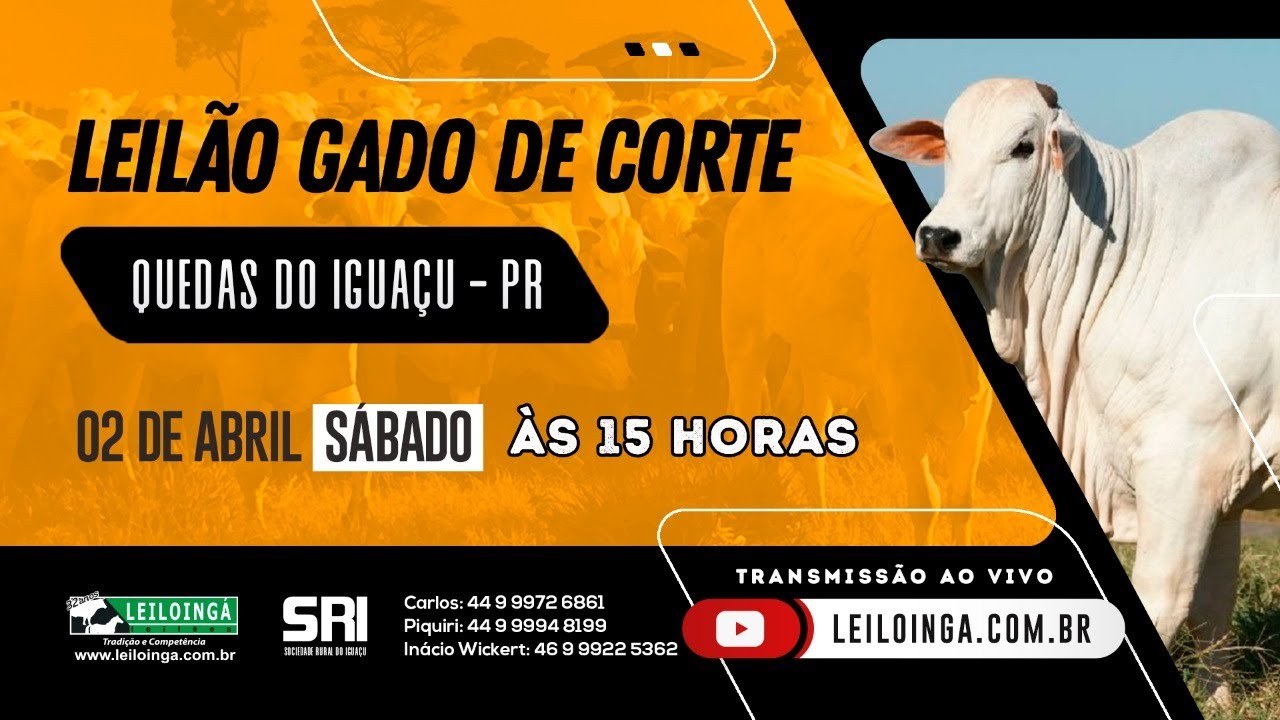 LEILÃO GADO DE CORTE
QUEDAS DO IGUAÇU - PR
02 DE ABRIL SÁBADO ÀS 15 HORAS
TRANSMISSÃO AO VIVO
LEILOINGA.COM.BR
32 anos
LEILOINGÁ
Tradição e Competência
www.leiloinga.com.br
SRI
SOCIEDADE RURAL DO IGUAÇU
Carlos: 44 9 9972 6861
Piquiri: 44 9 9994 8199
Inácio Wickert: 46 9 9922 5362